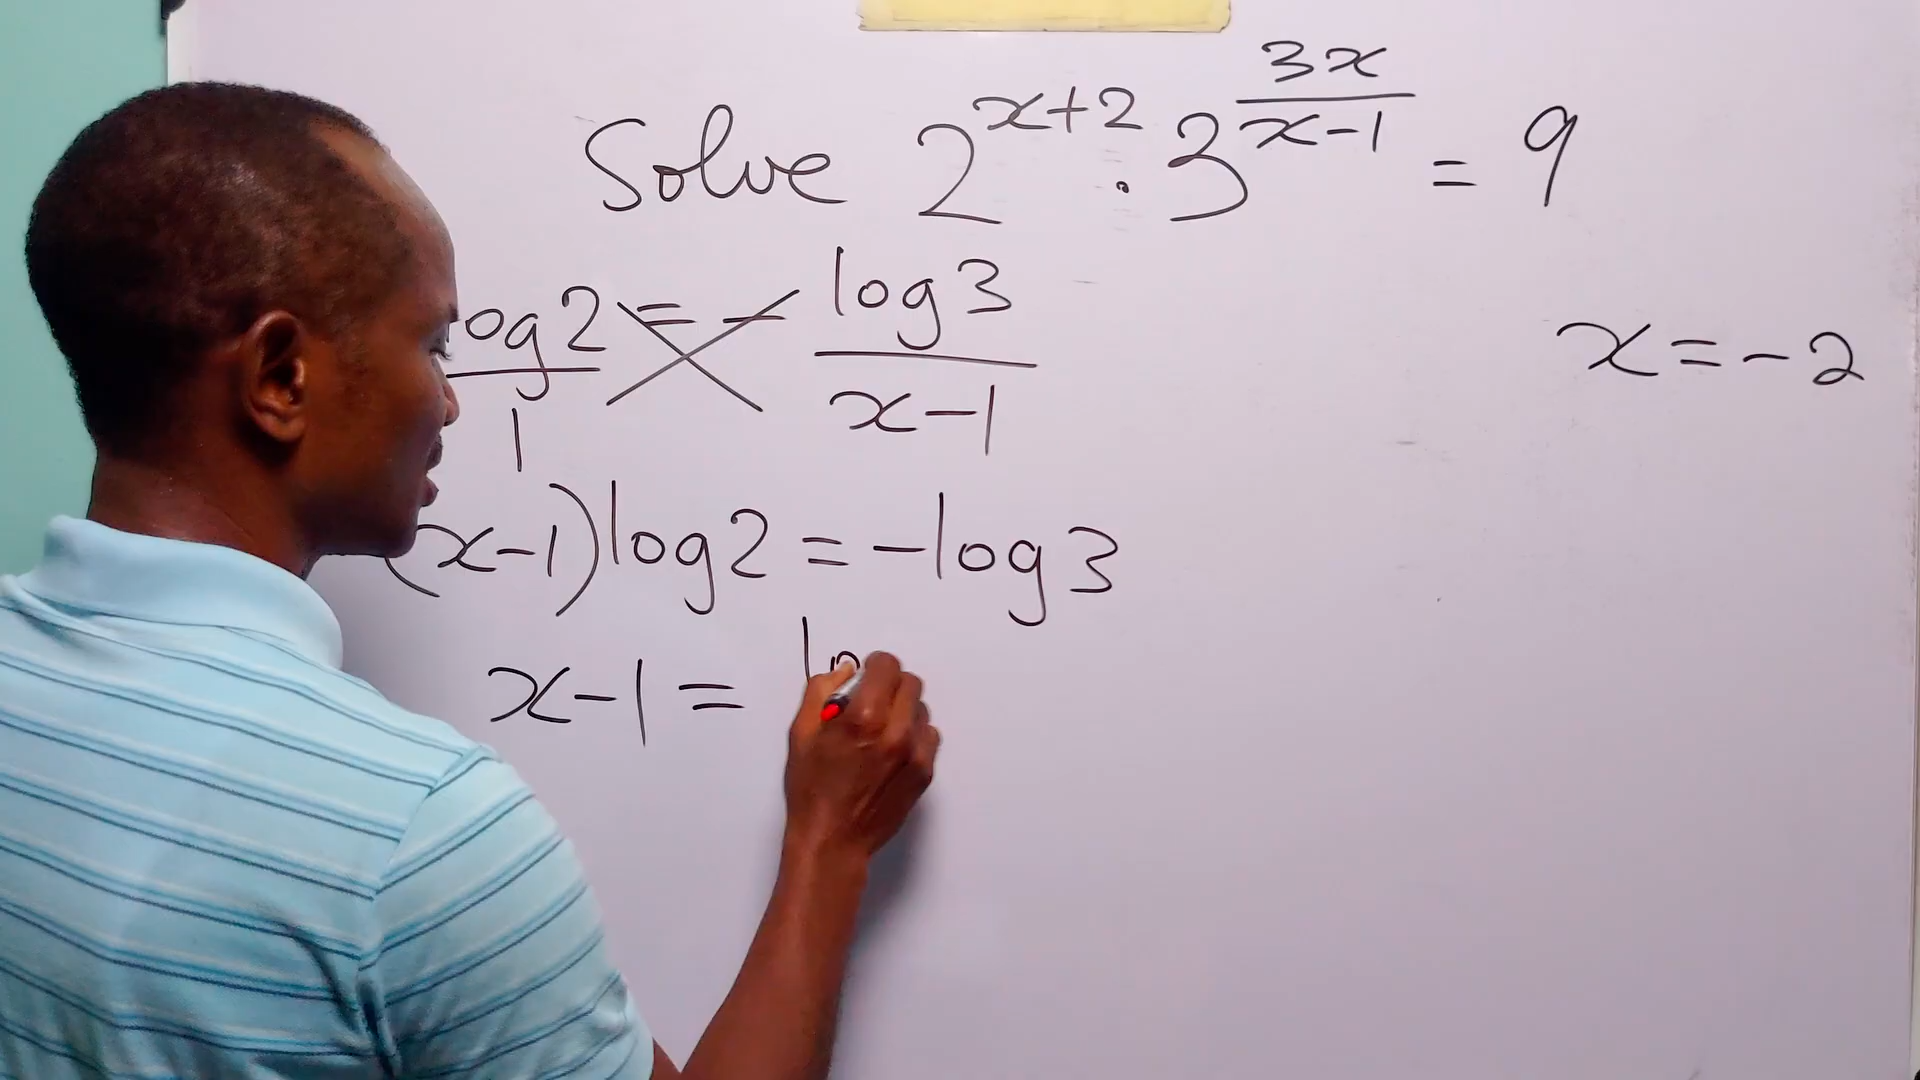 Solve 2^(x+2) · 3^(3x/(x-1)) = 9
x = -2
log2/1 = - log3/(x-1)
(x-1)log2 = -log3
x-1 = lo